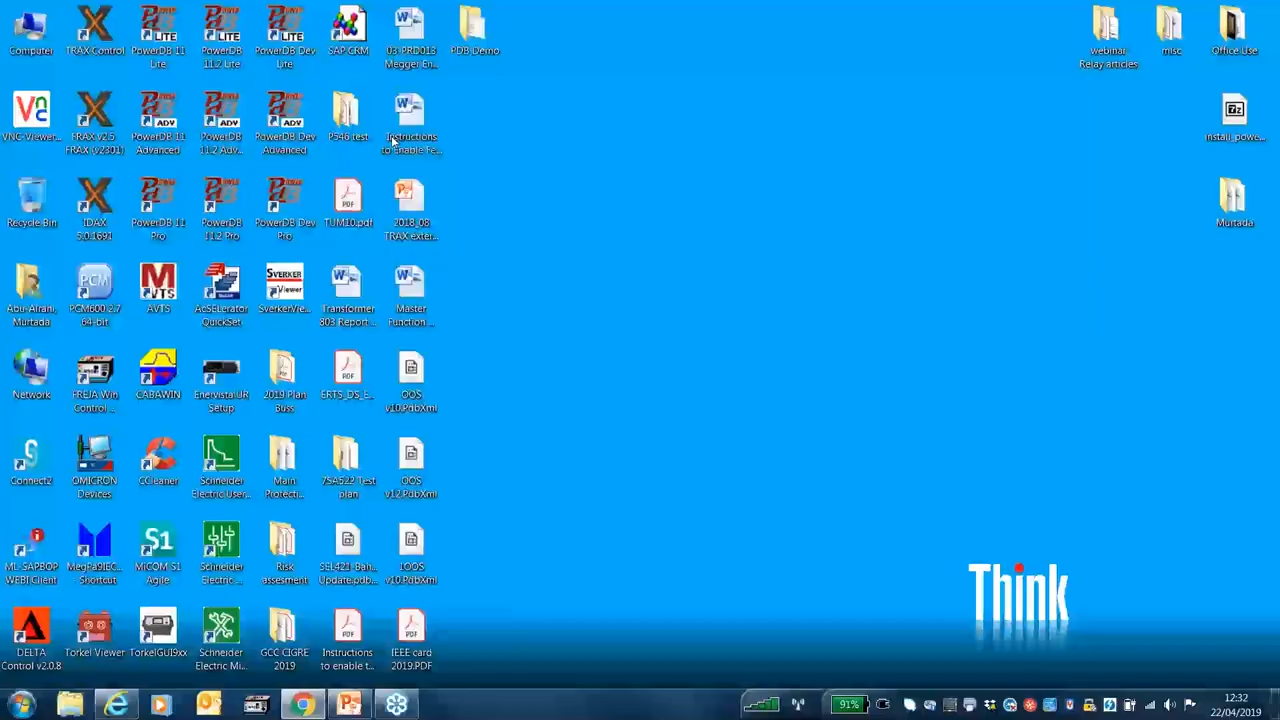 Computer
TRAX Control
PowerDB 11
Lite
PowerDB
11.2 Lite
PowerDB Dev
Lite
SAP CRM
03-PRD013
Megger En...
PDB Demo
webinar
Relay articles
misc
Office Use
VNC-Viewer...
FRAX v2.5
FRAX (v2301)
PowerDB 11
Advanced
PowerDB
11.2 Adv...
PowerDB Dev
Advanced
P546 test
Instructions
to Enable Fe...
install_powe...
Recycle Bin
IDAX
5.0.1691
PowerDB 11
Pro
PowerDB
11.2 Pro
PowerDB Dev
Pro
TUM10.pdf
2018_08
TRAX exter...
Murtada
Abu-Alrahi,
Murtada
PCM600 2.7
64-bit
AVTS
AcSELerator
QuickSet
SverkerVie...
Transformer
803 Report ...
Master
Function ...
Network
FREJA Win
Control ...
CABAWIN
EnervistaUR
Setup
2019 Plan
Buss
ERTS_DS_E...
OOS
v10.PdbXml
Connect2
OMICRON
Devices
CCleaner
Schneider
Electric User...
Main
Protecti...
7SA522 Test
plan
OOS
v12.PdbXml
ML-SAPBOP
WEBI Client
MegPa9IEC...
- Shortcut
MiCOM S1
Agile
Schneider
Electric ...
Risk
assesment
SEL421-Bah...
Update.pdb...
IOOS
v10.PdbXml
DELTA
Control v2.0.8
Torkel Viewer
TorkelGUI9xx
Schneider
Electric Mi...
GCC CIGRE
2019
Instructions
to enable t...
IEEE card
2019.PDF
Think
91%
12:32
22/04/2019